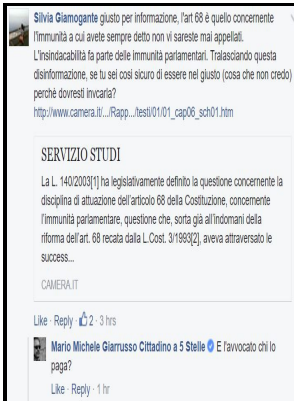 Silvia Giamogante giusto per informazione, l'art 68 è quello concernente
l'immunità a cui avete sempre detto non vi sareste mai appellati.
L'insindacabilità fa parte delle immunità parlamentari. Tralasciando questa
disinformazione, se tu sei cosi sicuro di essere nel giusto (cosa che non credo)
perchè dovresti invcarla?
http://www.camera.it/.../Rapp.../testi/01/01_cap06_sch01.htm
SERVIZIO STUDI
La L. 140/2003[1] ha legislativamente definito la questione concernente la
disciplina di attuazione dell'articolo 68 della Costituzione, concernente
l'immunità parlamentare, questione che, sorta già all'indomani della
riforma dell'art. 68 recata dalla L.Cost. 3/1993[2], aveva attraversato le
success...
CAMERA.IT
Like · Reply · 2 · 3 hrs
Mario Michele Giarrusso Cittadino a 5 Stelle E l'avvocato chi lo
paga?
Like · Reply · 1 hr